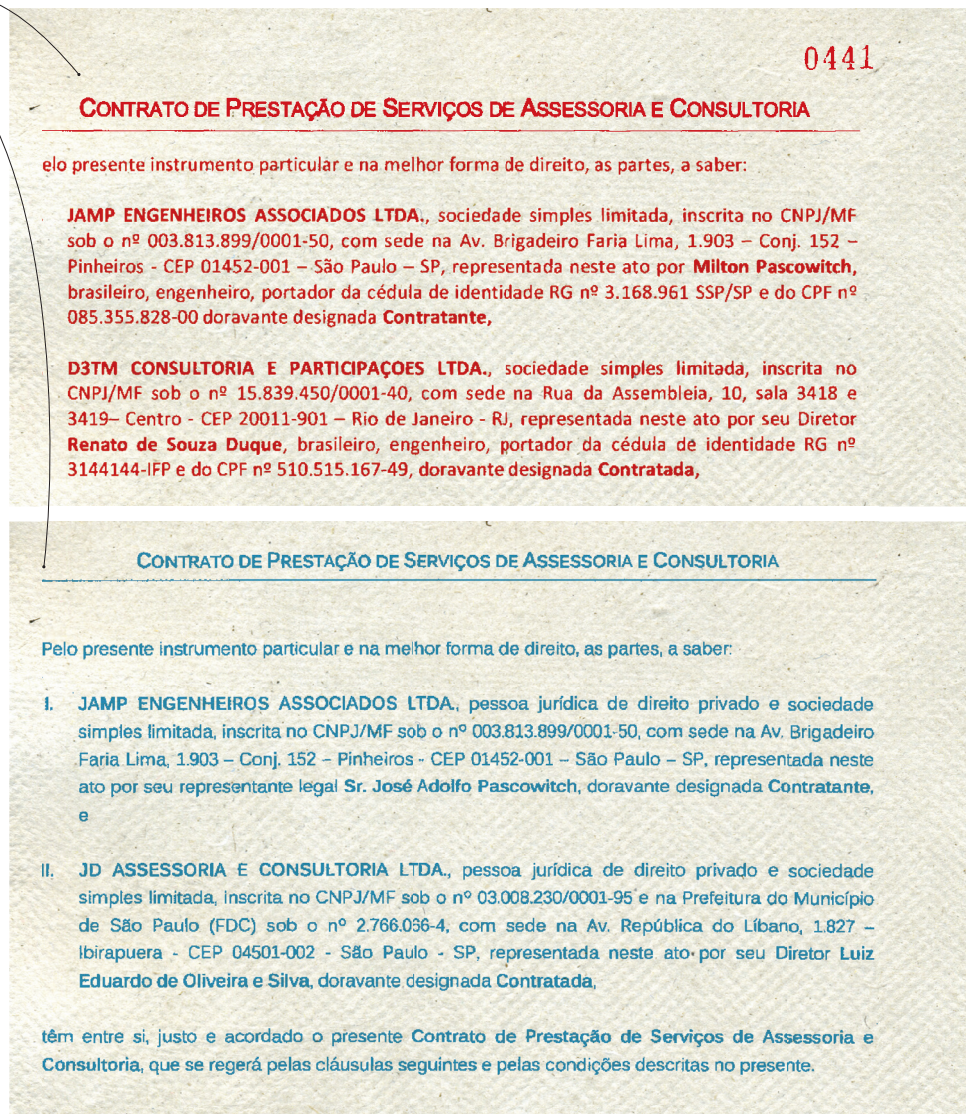 0441
CONTRATO DE PRESTAÇÃO DE SERVIÇOS DE ASSESSORIA E CONSULTORIA
elo presente instrumento particular e na melhor forma de direito, as partes, a saber:
JAMP ENGENHEIROS ASSOCIADOS LTDA., sociedade simples limitada, inscrita no CNPJ/MF
sob o nº 003.813.899/0001-50, com sede na Av. Brigadeiro Faria Lima, 1.903 – Conj. 152 –
Pinheiros - CEP 01452-001 – São Paulo – SP, representada neste ato por Milton Pascowitch,
brasileiro, engenheiro, portador da cédula de identidade RG nº 3.168.961 SSP/SP e do CPF nº
085.355.828-00 doravante designada Contratante,
D3TM CONSULTORIA E PARTICIPAÇOES LTDA., sociedade simples limitada, inscrita no
CNPJ/MF sob o nº 15.839.450/0001-40, com sede na Rua da Assembleia, 10, sala 3418 e
3419– Centro - CEP 20011-901 – Rio de Janeiro - RJ, representada neste ato por seu Diretor
Renato de Souza Duque, brasileiro, engenheiro, portador da cédula de identidade RG nº
3144144-IFP e do CPF nº 510.515.167-49, doravante designada Contratada,
CONTRATO DE PRESTAÇÃO DE SERVIÇOS DE ASSESSORIA E CONSULTORIA
Pelo presente instrumento particular e na melhor forma de direito, as partes, a saber:
I. JAMP ENGENHEIROS ASSOCIADOS LTDA., pessoa jurídica de direito privado e sociedade
simples limitada, inscrita no CNPJ/MF sob o nº 003.813.899/0001-50, com sede na Av. Brigadeiro
Faria Lima, 1.903 – Conj. 152 – Pinheiros - CEP 01452-001 – São Paulo – SP, representada neste
ato por seu representante legal Sr. José Adolfo Pascowitch, doravante designada Contratante,
e
II. JD ASSESSORIA E CONSULTORIA LTDA., pessoa jurídica de direito privado e sociedade
simples limitada, inscrita no CNPJ/MF sob o nº 03.008.230/0001-95 e na Prefeitura do Município
de São Paulo (FDC) sob o nº 2.766.066-4, com sede na Av. República do Líbano, 1.827 –
Ibirapuera - CEP 04501-002 - São Paulo - SP, representada neste ato por seu Diretor Luiz
Eduardo de Oliveira e Silva, doravante designada Contratada,
têm entre si, justo e acordado o presente Contrato de Prestação de Serviços de Assessoria e
Consultoria, que se regerá pelas cláusulas seguintes e pelas condições descritas no presente.